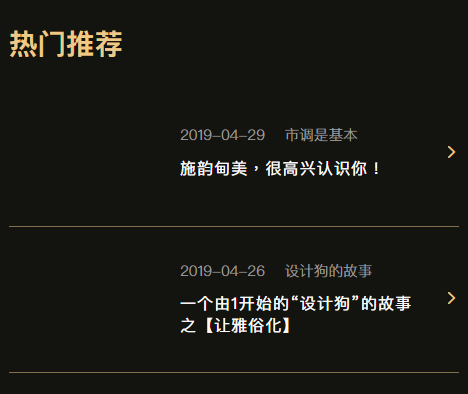 热门推荐
2019-04-29 市调是基本
施韵甸美，很高兴认识你！
2019-04-26 设计狗的故事
一个由1开始的“设计狗”的故事
之【让雅俗化】